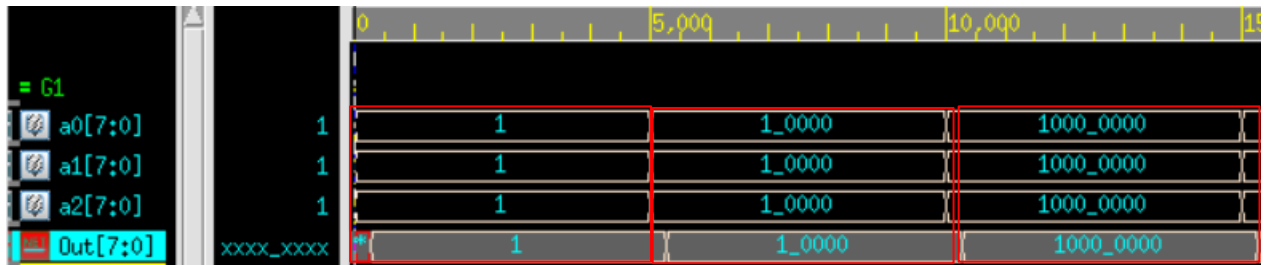 0 5,000 10,000 15
= G1
a0[7:0] 1 1 1_0000 1000_0000
a1[7:0] 1 1 1_0000 1000_0000
a2[7:0] 1 1 1_0000 1000_0000
Out[7:0] xxxx_xxxx * 1 1_0000 1000_0000